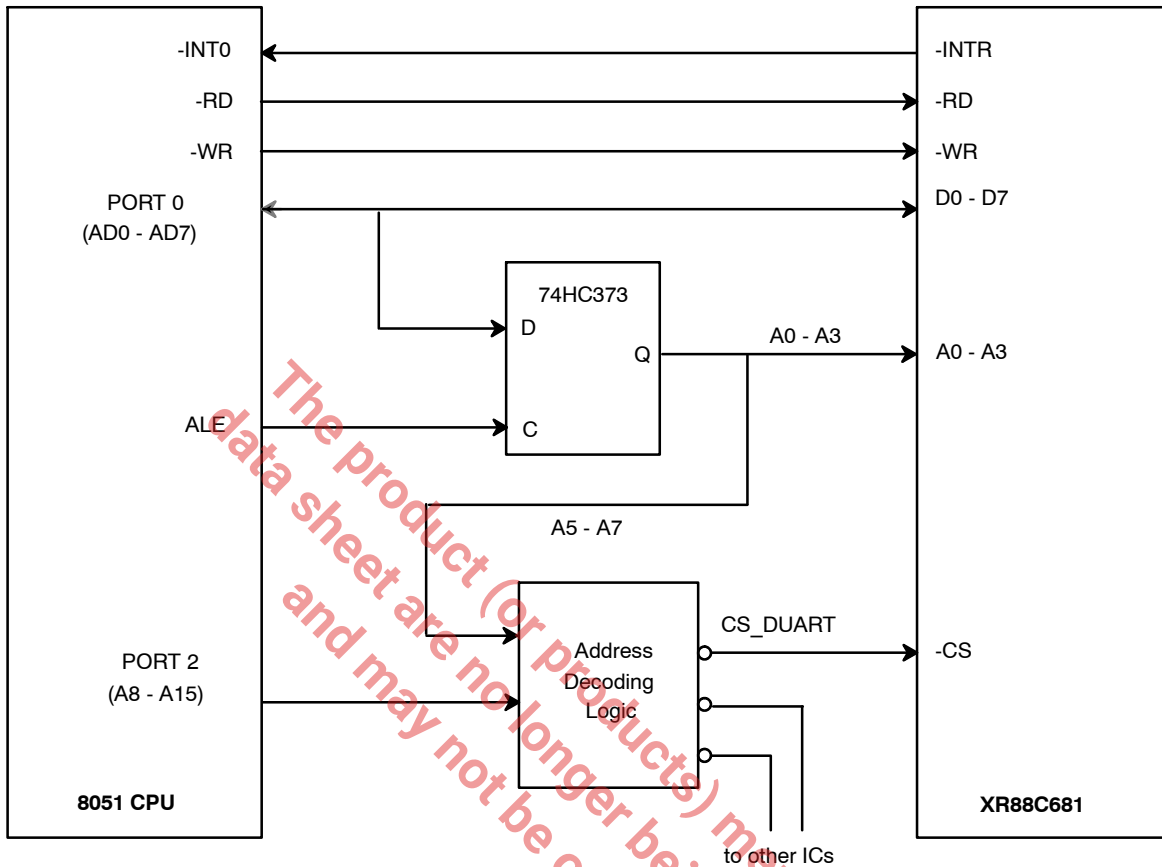 -INT0
-INTR
-RD
-RD
-WR
-WR
PORT 0
(AD0 - AD7)
D0 - D7
74HC373
D
Q
A0 - A3
A0 - A3
ALE
C
A5 - A7
CS_DUART
-CS
Address
Decoding
Logic
PORT 2
(A8 - A15)
8051 CPU
XR88C681
to other ICs
The product (or products) me
data sheet are no longer be
and may not be